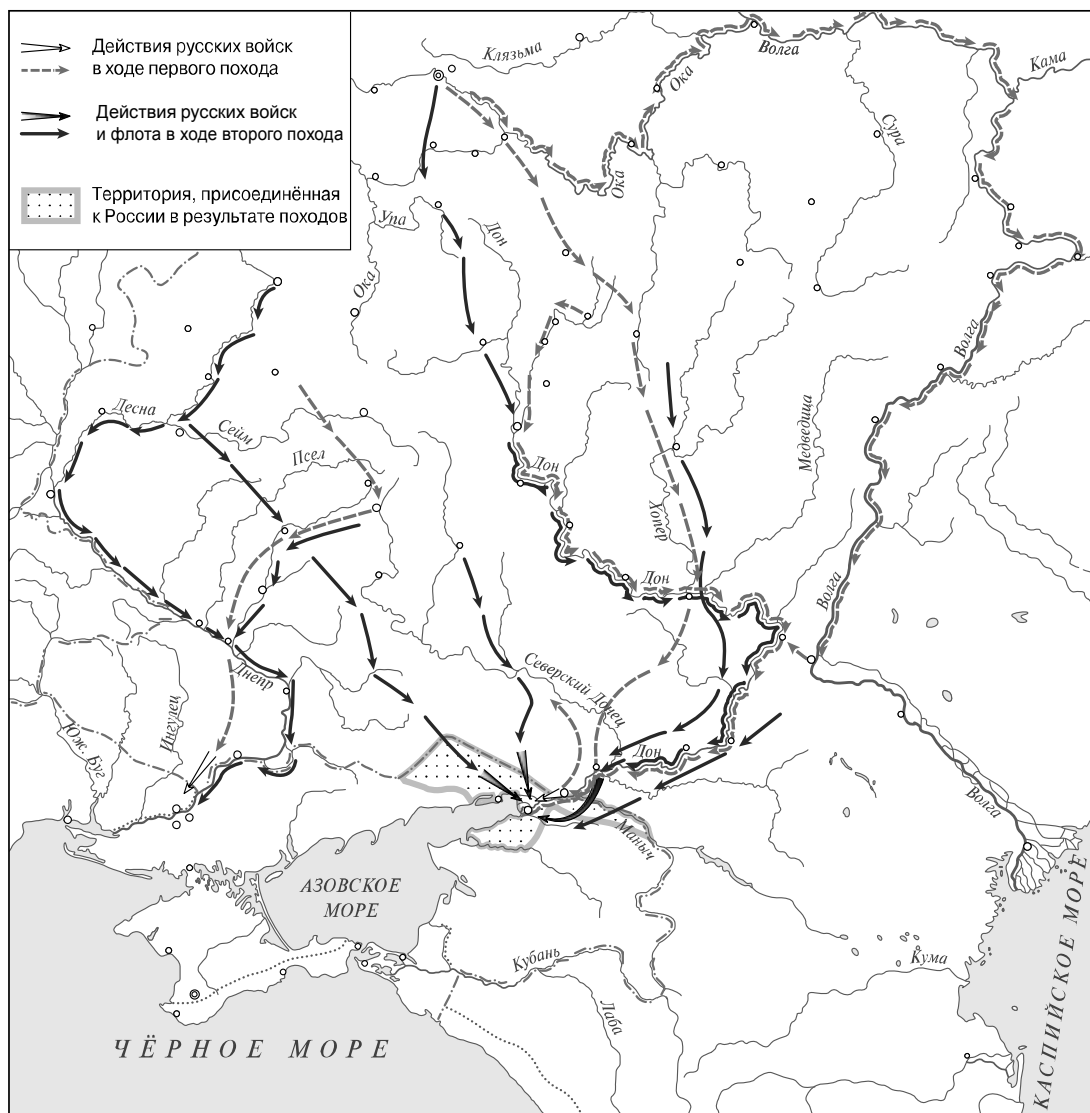 Действия русских войск
в ходе первого похода
Действия русских войск
и флота в ходе второго похода
Территория, присоединённая
к России в результате походов
Клязьма
Волга
Кама
Ока
Сура
Ока
Упа
Дон
Ока
Волга
Десна
Сейм
Медведица
Псел
Дон
Хопер
Дон
Волга
Северский Донец
Днепр
Ингулец
Юж. Буг
Дон
Волга
Маныч
АЗОВСКОЕ
МОРЕ
Кубань
Кума
Лаба
ЧЁРНОЕ МОРЕ
КАСПИЙСКОЕ МОРЕ